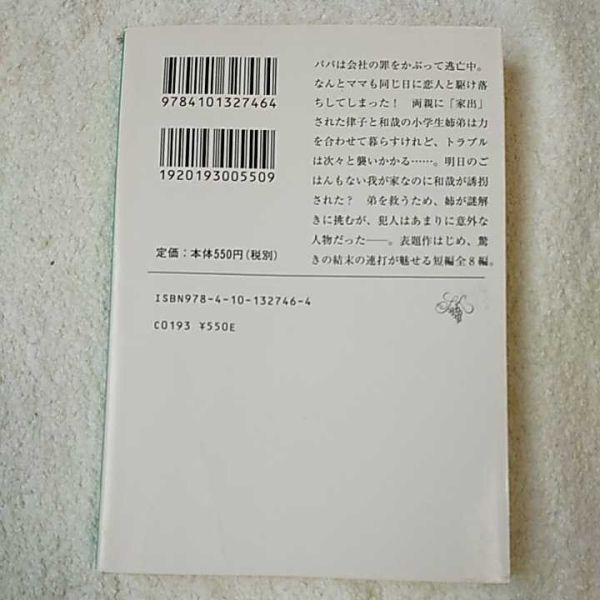 9784101327464
1920193005509
定価：本体550円（税別）
パパは会社の罪をかぶって逃亡中。
なんとママも同じ日に恋人と駆け落
ちしてしまった！　両親に「家出」
された律子と和哉の小学生姉弟は力
を合わせて暮らすけれど、トラブル
は次々と襲いかかる……。明日のご
はんもない我が家なのに和哉が誘拐
された？　弟を救うため、姉が謎解
きに挑むが、犯人はあまりに意外な
人物だった――。表題作はじめ、驚
きの結末の連打が魅せる短編全８編。
ISBN978-4-10-132746-4
C0193 ¥550E